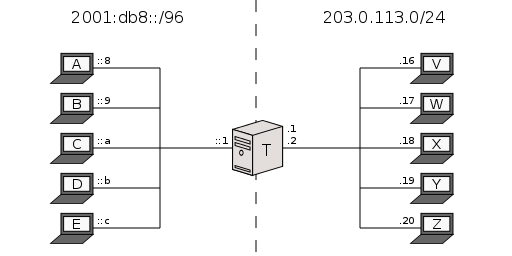 2001:db8::/96
203.0.113.0/24
A ::8
B ::9
C ::a
D ::b
E ::c
::1 T .1
.2
.16 V
.17 W
.18 X
.19 Y
.20 Z